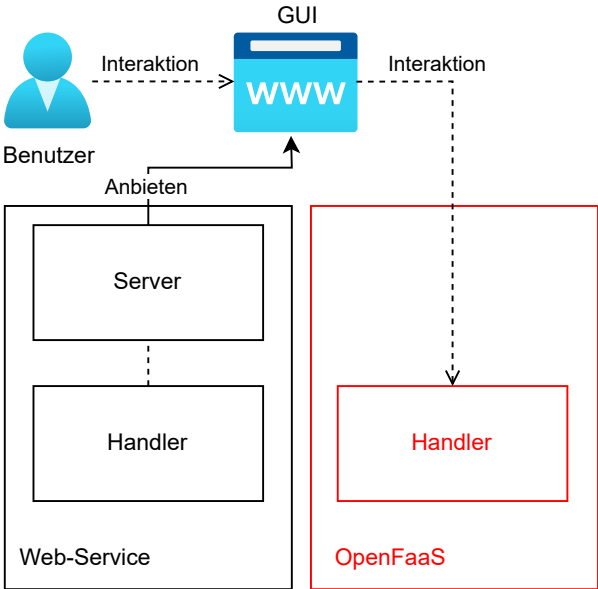 GUI
Interaktion
Interaktion
WWW
Benutzer
Anbieten
Server
Handler
Handler
Web-Service
OpenFaaS